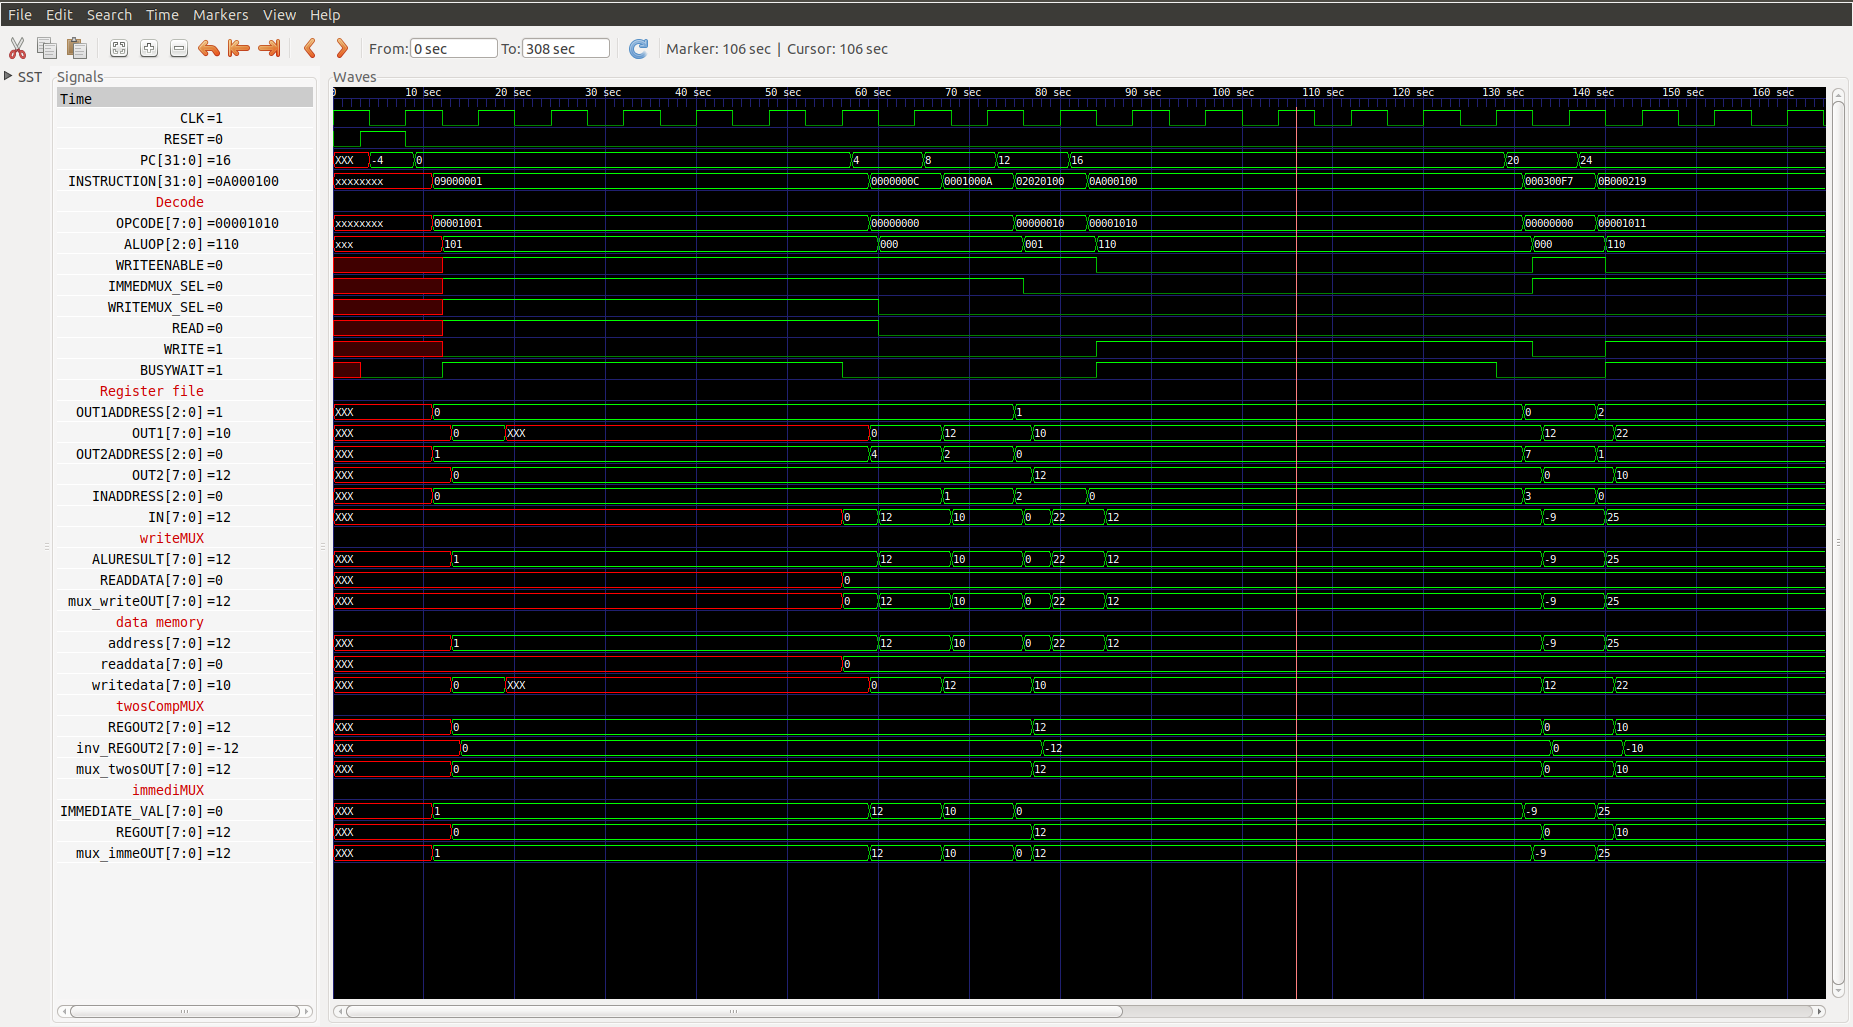 File Edit Search Time Markers View Help
From: 0 sec To: 308 sec Marker: 106 sec | Cursor: 106 sec
SST Signals Waves
Time 0 10 sec 20 sec 30 sec 40 sec 50 sec 60 sec 70 sec 80 sec 90 sec 100 sec 110 sec 120 sec 130 sec 140 sec 150 sec 160 sec
CLK =1
RESET =0
PC[31:0] =16 XXX -4 0 4 8 12 16 20 24
INSTRUCTION[31:0] =0A000100 xxxxxxxx 09000001 0000000C 0001000A 02020100 0A000100 000300F7 0B000219
Decode
OPCODE[7:0] =00001010 xxxxxxxx 00001001 00000000 00000010 00001010 00000000 00001011
ALUOP[2:0] =110 xxx 101 000 001 110 000 110
WRITEENABLE =0
IMMEDMUX_SEL =0
WRITEMUX_SEL =0
READ =0
WRITE =1
BUSYWAIT =1
Register file
OUT1ADDRESS[2:0] =1 XXX 0 1 0 2
OUT1[7:0] =10 XXX 0 XXX 0 12 10 12 22
OUT2ADDRESS[2:0] =0 XXX 1 4 2 0 7 1
OUT2[7:0] =12 XXX 0 12 0 10
INADDRESS[2:0] =0 XXX 0 1 2 0 3 0
IN[7:0] =12 XXX 0 12 10 0 22 12 -9 25
writeMUX
ALURESULT[7:0] =12 XXX 1 12 10 0 22 12 -9 25
READDATA[7:0] =0 XXX 0
mux_writeOUT[7:0] =12 XXX 0 12 10 0 22 12 -9 25
data memory
address[7:0] =12 XXX 1 12 10 0 22 12 -9 25
readdata[7:0] =0 XXX 0
writedata[7:0] =10 XXX 0 XXX 0 12 10 12 22
twosCompMUX
REGOUT2[7:0] =12 XXX 0 12 0 10
inv_REGOUT2[7:0] =-12 XXX 0 -12 0 -10
mux_twosOUT[7:0] =12 XXX 0 12 0 10
immediMUX
IMMEDIATE_VAL[7:0] =0 XXX 1 12 10 0 -9 25
REGOUT[7:0] =12 XXX 0 12 0 10
mux_immeOUT[7:0] =12 XXX 1 12 10 0 12 -9 25